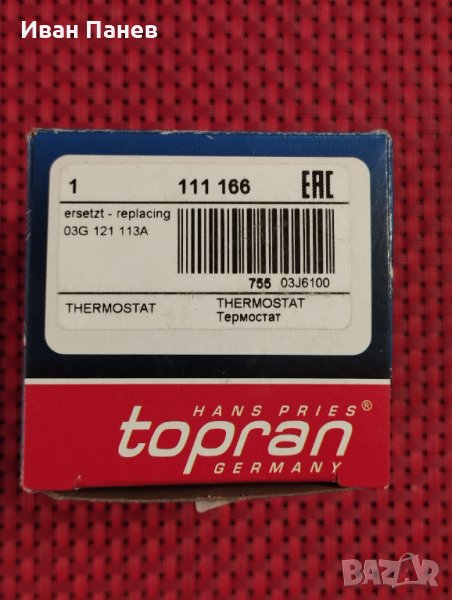 Иван Панев
1 111 166 EAC
ersetzt - replacing
03G 121 113A
755 03J6100
THERMOSTAT THERMOSTAT
Термостат
HANS PRIES®
topran
GERMANY
BAZAR